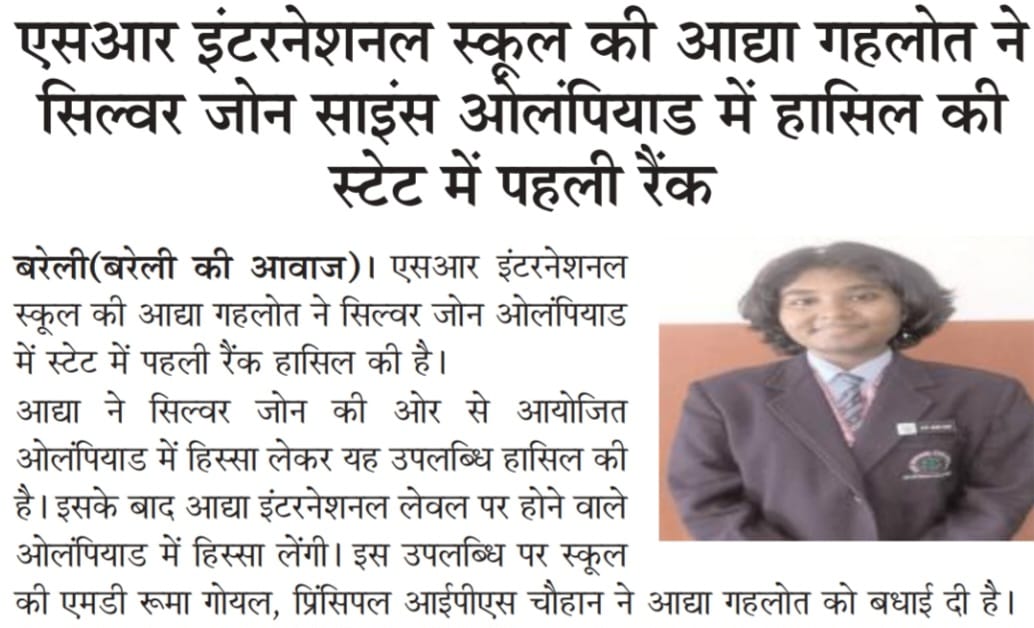 एसआर इंटरनेशनल स्कूल की आद्या गहलोत ने
सिल्वर जोन साइंस ओलंपियाड में हासिल की
स्टेट में पहली रैंक
बरेली(बरेली की आवाज)। एसआर इंटरनेशनल
स्कूल की आद्या गहलोत ने सिल्वर जोन ओलंपियाड
में स्टेट में पहली रैंक हासिल की है।
आद्या ने सिल्वर जोन की ओर से आयोजित
ओलंपियाड में हिस्सा लेकर यह उपलब्धि हासिल की
है। इसके बाद आद्या इंटरनेशनल लेवल पर होने वाले
ओलंपियाड में हिस्सा लेंगी। इस उपलब्धि पर स्कूल
की एमडी रूमा गोयल, प्रिंसिपल आईपीएस चौहान ने आद्या गहलोत को बधाई दी है।